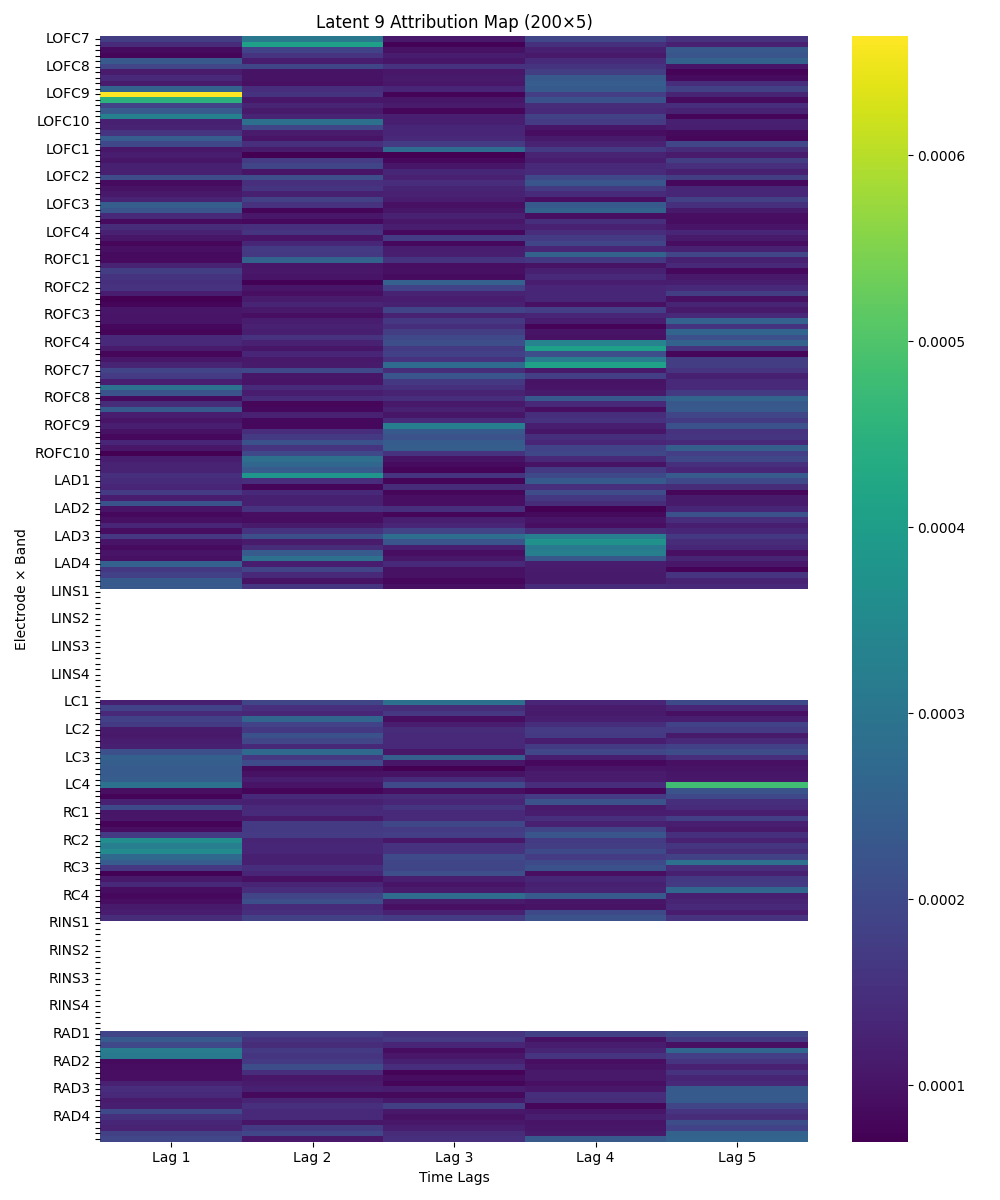 Latent 9 Attribution Map (200×5)
LOFC7
LOFC8
LOFC9
LOFC10
LOFC1
LOFC2
LOFC3
LOFC4
ROFC1
ROFC2
ROFC3
ROFC4
ROFC7
ROFC8
ROFC9
ROFC10
LAD1
LAD2
LAD3
LAD4
LINS1
LINS2
LINS3
LINS4
LC1
LC2
LC3
LC4
RC1
RC2
RC3
RC4
RINS1
RINS2
RINS3
RINS4
RAD1
RAD2
RAD3
RAD4
Electrode × Band
Lag 1 Lag 2 Lag 3 Lag 4 Lag 5
Time Lags
0.0006
0.0005
0.0004
0.0003
0.0002
0.0001